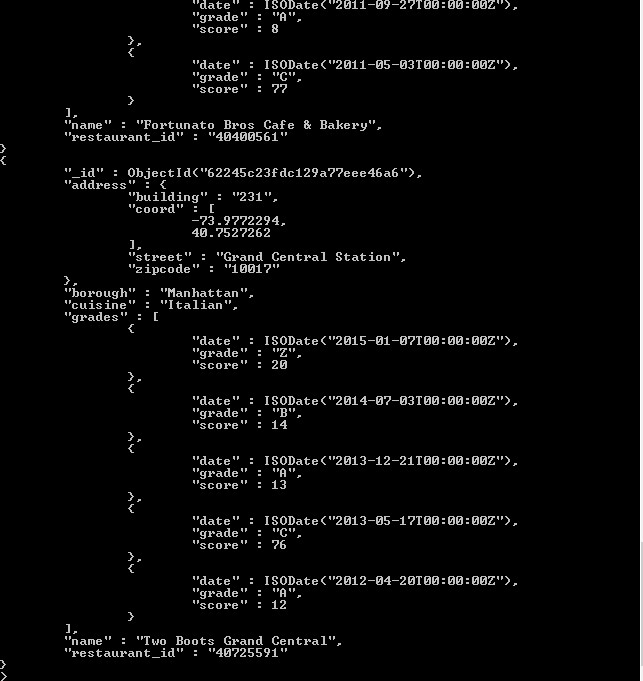 "date" : ISODate("2011-09-27T00:00:00Z"),
"grade" : "A",
"score" : 8
},
{
"date" : ISODate("2011-05-03T00:00:00Z"),
"grade" : "C",
"score" : 77
}
],
"name" : "Fortunato Bros Cafe & Bakery",
"restaurant_id" : "40400561"
}
{
"_id" : ObjectId("62245c23fdc129a77eee46a6"),
"address" : {
"building" : "231",
"coord" : [
-73.9772294,
40.7527262
],
"street" : "Grand Central Station",
"zipcode" : "10017"
},
"borough" : "Manhattan",
"cuisine" : "Italian",
"grades" : [
{
"date" : ISODate("2015-01-07T00:00:00Z"),
"grade" : "Z",
"score" : 20
},
{
"date" : ISODate("2014-07-03T00:00:00Z"),
"grade" : "B",
"score" : 14
},
{
"date" : ISODate("2013-12-21T00:00:00Z"),
"grade" : "A",
"score" : 13
},
{
"date" : ISODate("2013-05-17T00:00:00Z"),
"grade" : "C",
"score" : 76
},
{
"date" : ISODate("2012-04-20T00:00:00Z"),
"grade" : "A",
"score" : 12
}
],
"name" : "Two Boots Grand Central",
"restaurant_id" : "40725591"
}
>